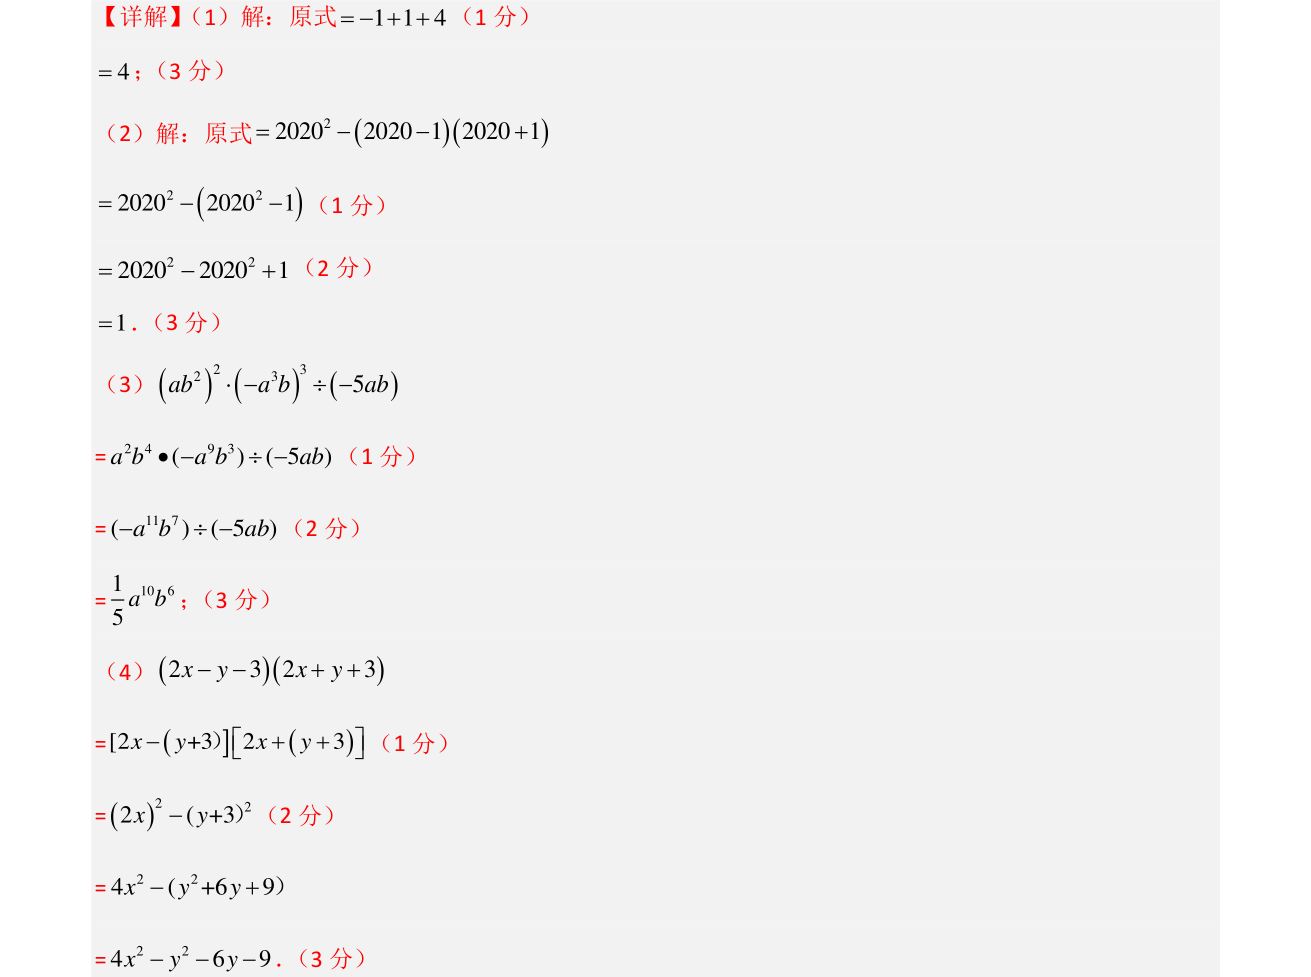 【详解】（1）解：原式＝−1+1+4（1 分）
=4；（3 分）
（2）解：原式=2020²−(2020−1)(2020+1)
=2020²−(2020²−1)（1 分）
=2020²−2020²+1（2 分）
=1．（3 分）
（3）(ab²)²·(−a³b)³÷(−5ab)
=a²b⁴•(−a⁹b³)÷(−5ab)（1 分）
=(−a¹¹b⁷)÷(−5ab)（2 分）
=\frac{1}{5}a¹⁰b⁶；（3 分）
（4）(2x−y−3)(2x+y+3)
=[2x−(y+3)][2x+(y+3)]（1 分）
=(2x)²−(y+3)²（2 分）
=4x²−(y²+6y+9)
=4x²−y²−6y−9．（3 分）